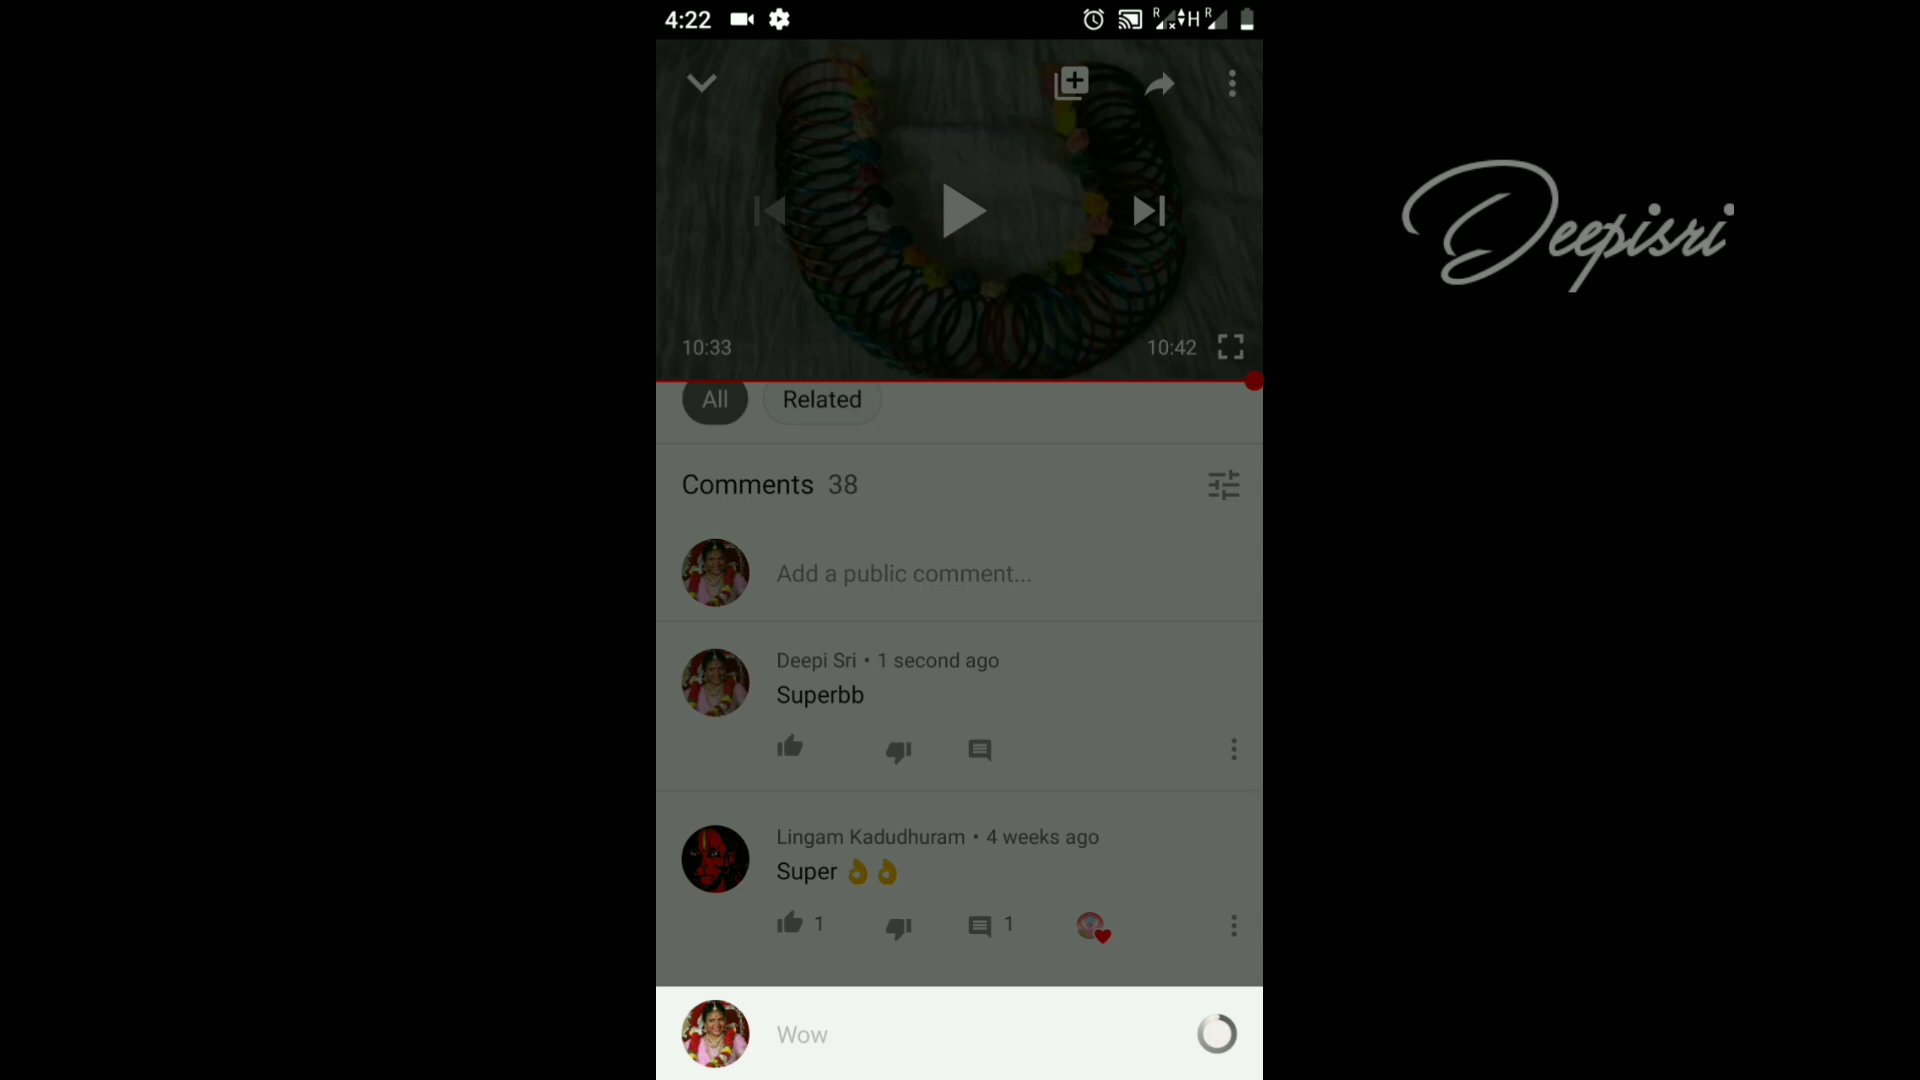 4:22
R H R
Deepisri
10:33 10:42
All Related
Comments 38
Add a public comment...
Deepi Sri • 1 second ago
Superbb
Lingam Kadudhuram • 4 weeks ago
Super 👌👌
1 1
Wow